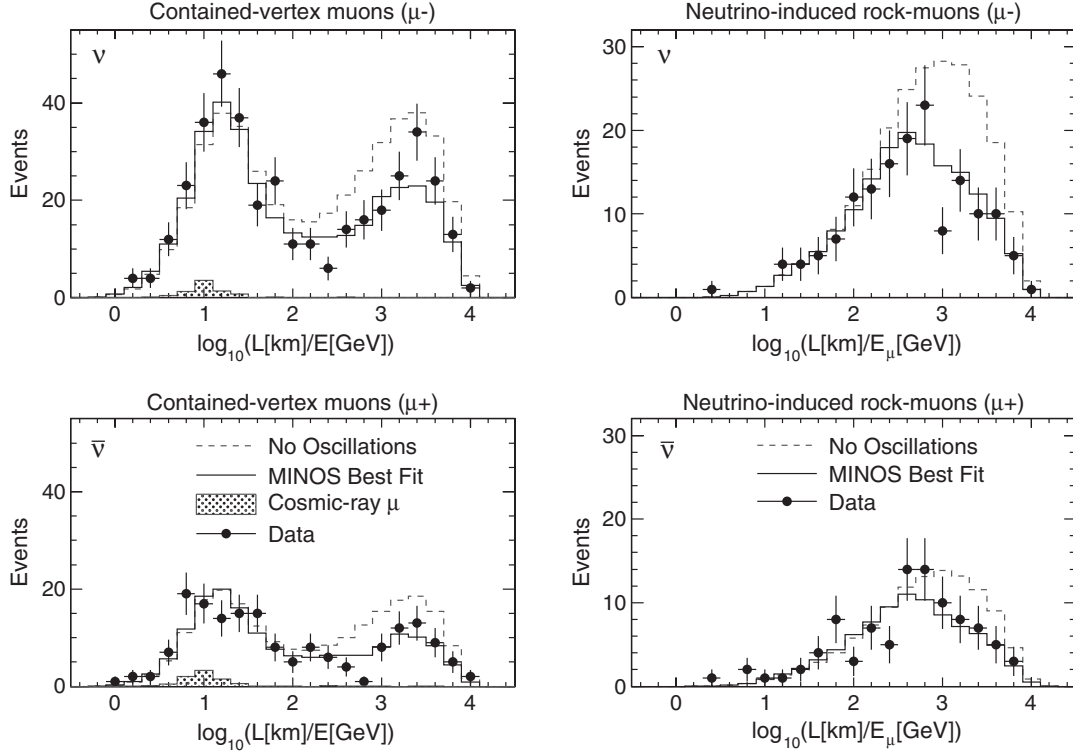 Contained-vertex muons (μ-)
ν
Events
40
20
0
0 1 2 3 4
log10(L[km]/E[GeV])
Neutrino-induced rock-muons (μ-)
ν
Events
30
20
10
0
0 1 2 3 4
log10(L[km]/Eμ[GeV])
Contained-vertex muons (μ+)
ν̅
No Oscillations
MINOS Best Fit
Cosmic-ray μ
Data
Events
40
20
0
0 1 2 3 4
log10(L[km]/E[GeV])
Neutrino-induced rock-muons (μ+)
ν̅
No Oscillations
MINOS Best Fit
Data
Events
30
20
10
0
0 1 2 3 4
log10(L[km]/Eμ[GeV])